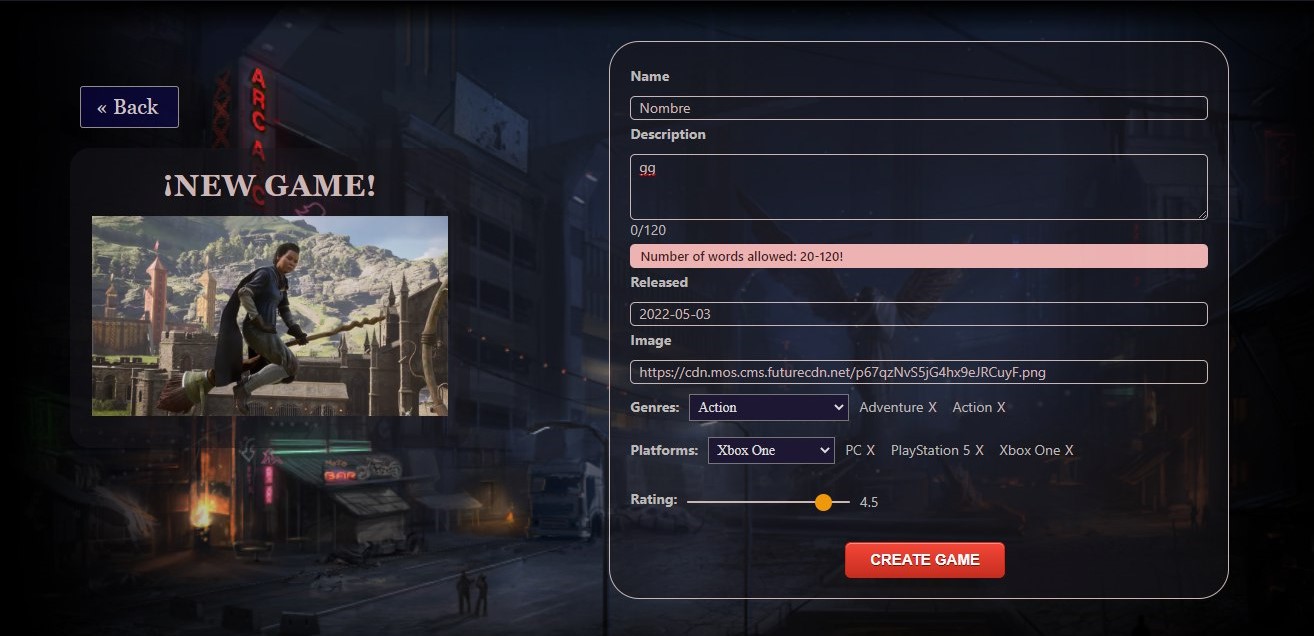 « Back
¡NEW GAME!
ARCA C
BAR
Name
Nombre
Description
gg
0/120
Number of words allowed: 20-120!
Released
2022-05-03
Image
https://cdn.mos.cms.futurecdn.net/p67qzNvS5jG4hx9eJRCuyF.png
Genres: Action Adventure X Action X
Platforms: Xbox One PC X PlayStation 5 X Xbox One X
Rating: 4.5
CREATE GAME